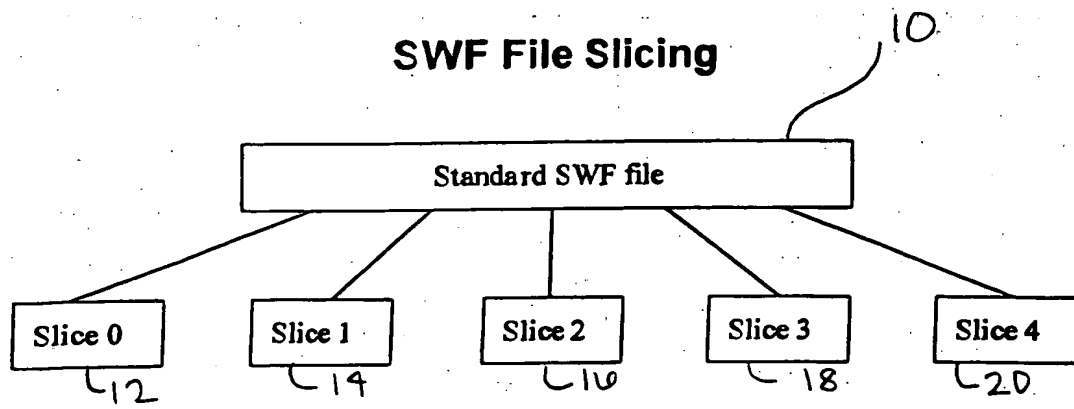 SWF File Slicing
10
Standard SWF file
Slice 0
Slice 1
Slice 2
Slice 3
Slice 4
12
14
16
18
20